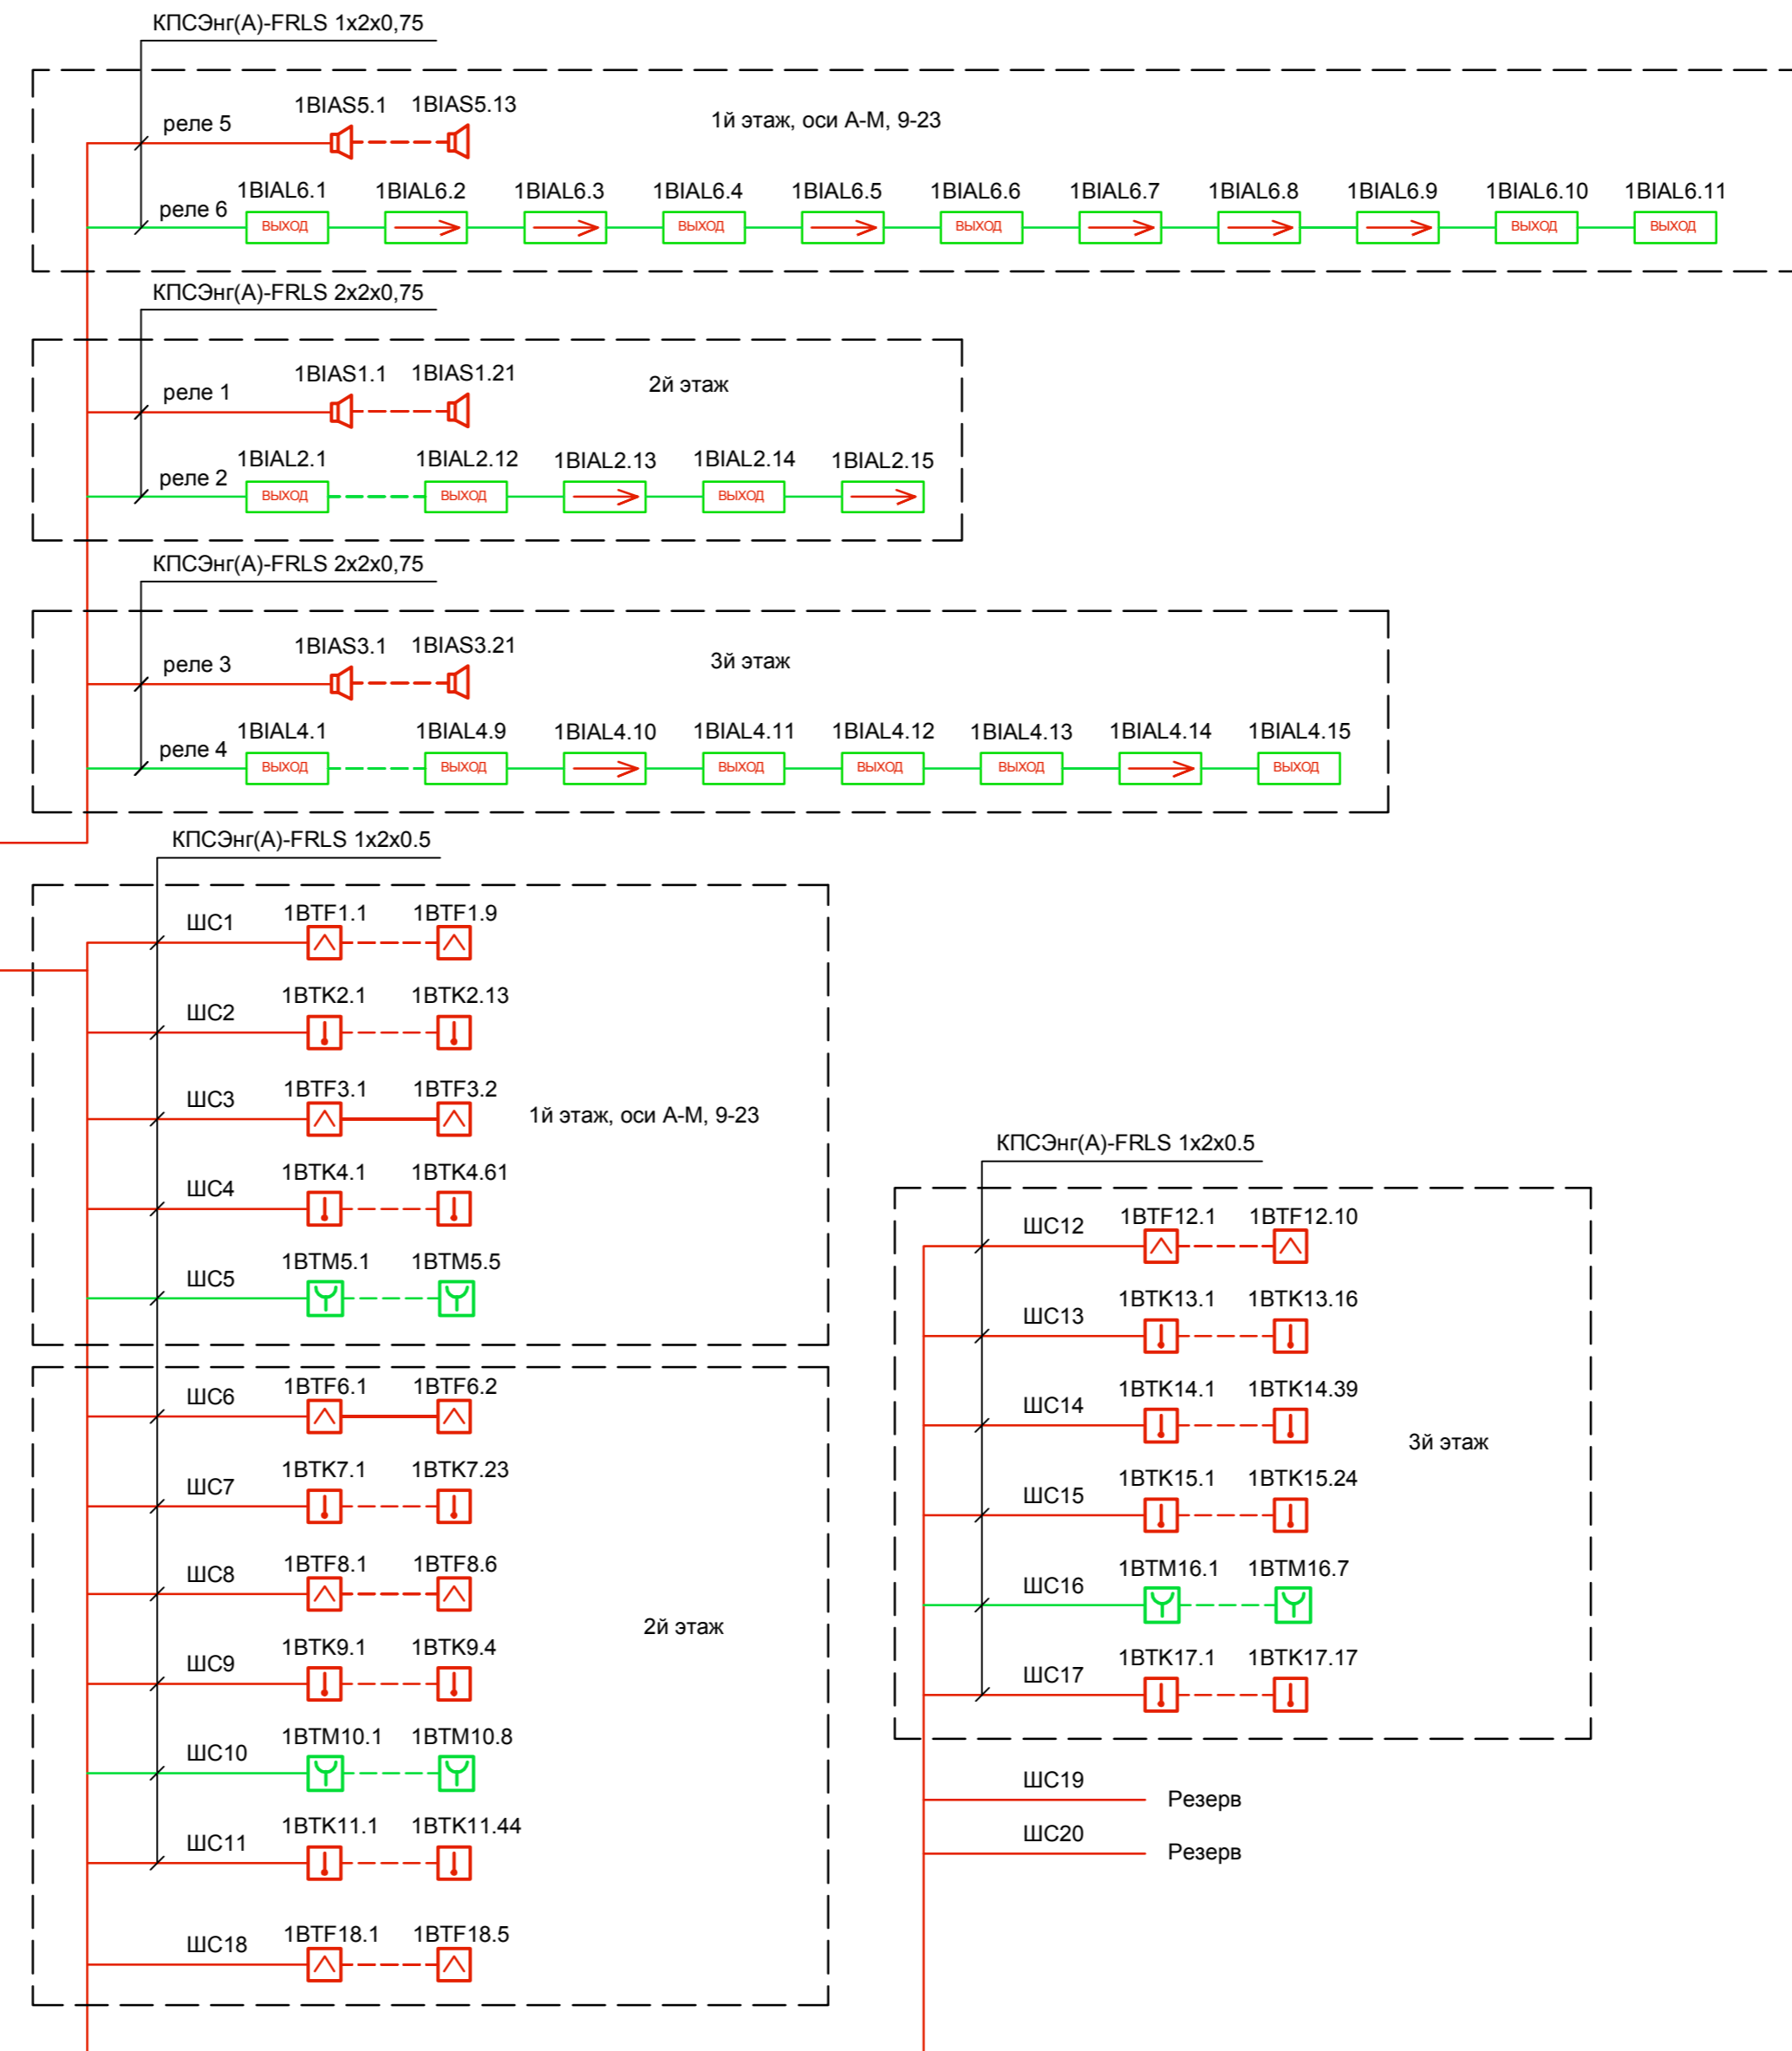 КПСЭнг(А)-FRLS 1х2х0,75
1BIAS5.1 1BIAS5.13
1й этаж, оси А-М, 9-23
реле 5
1BIAL6.1 1BIAL6.2 1BIAL6.3 1BIAL6.4 1BIAL6.5 1BIAL6.6 1BIAL6.7 1BIAL6.8 1BIAL6.9 1BIAL6.10 1BIAL6.11
реле 6
ВЫХОД ВЫХОД ВЫХОД ВЫХОД ВЫХОД
КПСЭнг(А)-FRLS 2х2х0,75
1BIAS1.1 1BIAS1.21
2й этаж
реле 1
1BIAL2.1 1BIAL2.12 1BIAL2.13 1BIAL2.14 1BIAL2.15
реле 2
ВЫХОД ВЫХОД ВЫХОД
КПСЭнг(А)-FRLS 2х2х0,75
1BIAS3.1 1BIAS3.21
3й этаж
реле 3
1BIAL4.1 1BIAL4.9 1BIAL4.10 1BIAL4.11 1BIAL4.12 1BIAL4.13 1BIAL4.14 1BIAL4.15
реле 4
ВЫХОД ВЫХОД ВЫХОД ВЫХОД ВЫХОД ВЫХОД
КПСЭнг(А)-FRLS 1х2х0.5
ШС1 1BTF1.1 1BTF1.9
ШС2 1BTK2.1 1BTK2.13
ШС3 1BTF3.1 1BTF3.2
1й этаж, оси А-М, 9-23
ШС4 1BTK4.1 1BTK4.61
ШС5 1BTM5.1 1BTM5.5
ШС6 1BTF6.1 1BTF6.2
ШС7 1BTK7.1 1BTK7.23
ШС8 1BTF8.1 1BTF8.6
2й этаж
ШС9 1BTK9.1 1BTK9.4
ШС10 1BTM10.1 1BTM10.8
ШС11 1BTK11.1 1BTK11.44
ШС18 1BTF18.1 1BTF18.5
КПСЭнг(А)-FRLS 1х2х0.5
ШС12 1BTF12.1 1BTF12.10
ШС13 1BTK13.1 1BTK13.16
ШС14 1BTK14.1 1BTK14.39
3й этаж
ШС15 1BTK15.1 1BTK15.24
ШС16 1BTM16.1 1BTM16.7
ШС17 1BTK17.1 1BTK17.17
ШС19 Резерв
ШС20 Резерв